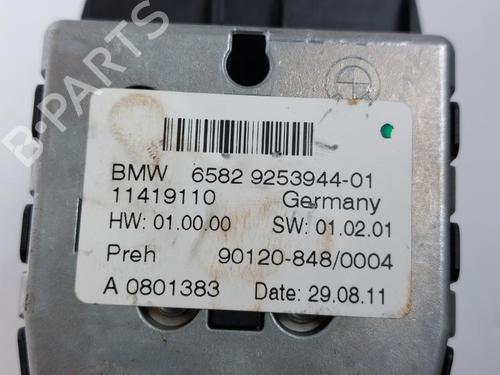 B-PARTS
BMW 6582 9253944-01
11419110 Germany
HW: 01.00.00 SW: 01.02.01
Preh 90120-848/0004
A 0801383 Date: 29.08.11